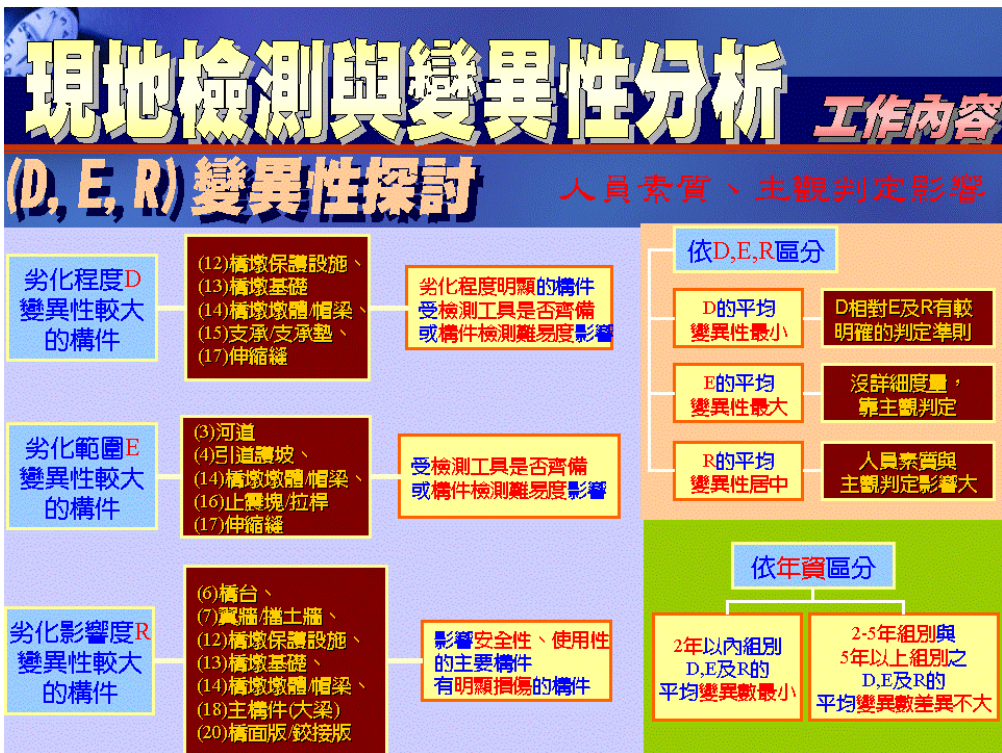 現地檢測與變異性分析 工作內容
(D, E, R) 變異性探討
人員素質、主觀判定影響
劣化程度D
變異性較大
的構件
(12)橋墩保護設施、
(13)橋墩基礎
(14)橋墩墩體/帽梁、
(15)支承/支承墊、
(17)伸縮縫
劣化程度明顯的構件
受檢測工具是否齊備
或構件檢測難易度影響
劣化範圍E
變異性較大
的構件
(3)河道
(4)引道護坡、
(14)橋墩墩體/帽梁、
(16)止震塊/拉桿
(17)伸縮縫
受檢測工具是否齊備
或構件檢測難易度影響
劣化影響度R
變異性較大
的構件
(6)橋台、
(7)翼牆/擋土牆、
(12)橋墩保護設施、
(13)橋墩基礎、
(14)橋墩墩體/帽梁、
(18)主構件(大梁)
(20)橋面版/鉸接版
影響安全性、使用性
的主要構件
有明顯損傷的構件
依D,E,R區分
D的平均
變異性最小
D相對E及R有較
明確的判定準則
E的平均
變異性最大
沒詳細度量，
靠主觀判定
R的平均
變異性居中
人員素質與
主觀判定影響大
依年資區分
2年以內組別
D,E及R的
平均變異數最小
2-5年組別與
5年以上組別之
D,E及R的
平均變異數差異不大